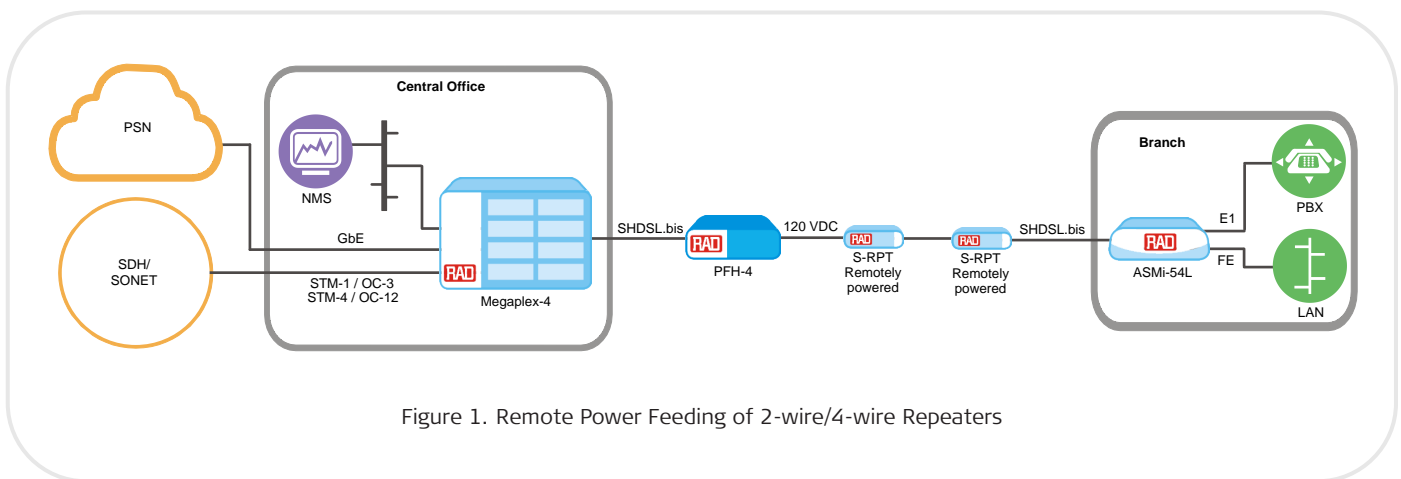 Central Office
PSN
NMS
GbE
SDH/
SONET
STM-1 / OC-3
STM-4 / OC-12
RAD
Megaplex-4
SHDSL.bis
RAD
PFH-4
120 VDC
RAD
S-RPT
Remotely
powered
RAD
S-RPT
Remotely
powered
SHDSL.bis
Branch
RAD
ASMi-54L
E1
FE
PBX
LAN
Figure 1. Remote Power Feeding of 2-wire/4-wire Repeaters